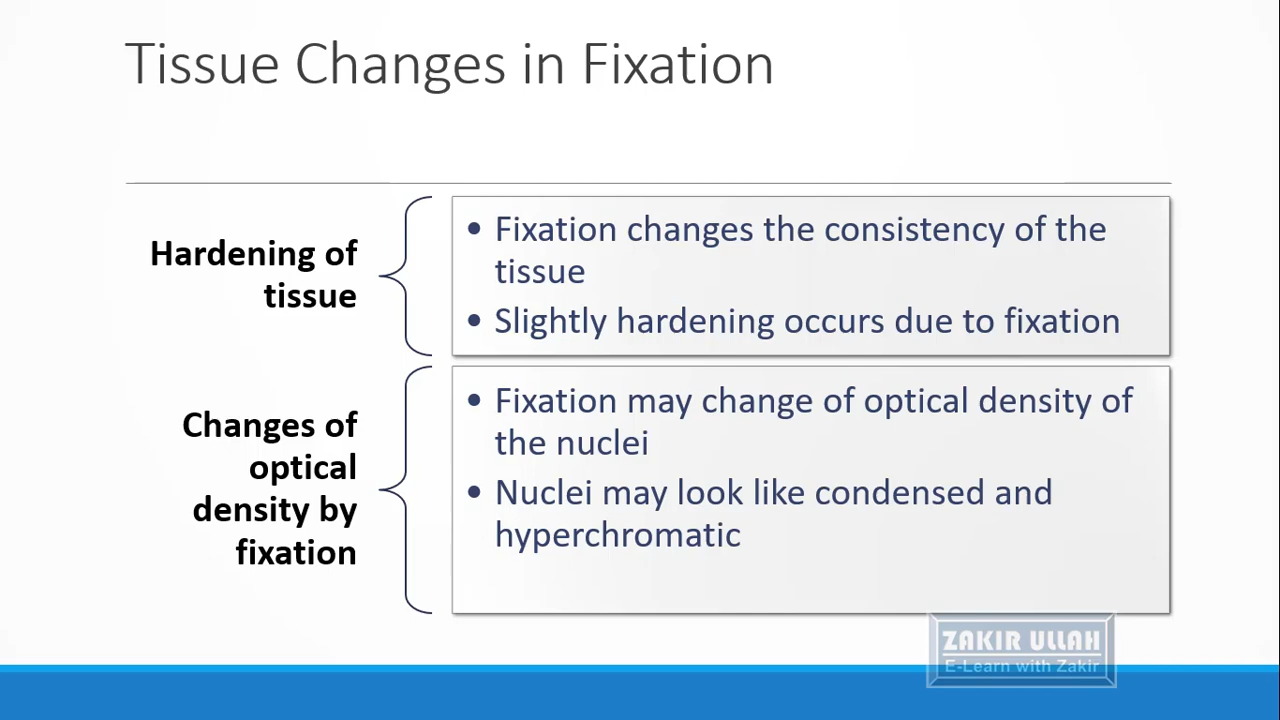 Tissue Changes in Fixation
Hardening of
tissue
• Fixation changes the consistency of the
tissue
• Slightly hardening occurs due to fixation
Changes of
optical
density by
fixation
• Fixation may change of optical density of
the nuclei
• Nuclei may look like condensed and
hyperchromatic
ZAKIR ULLAH
E-Learn with Zakir